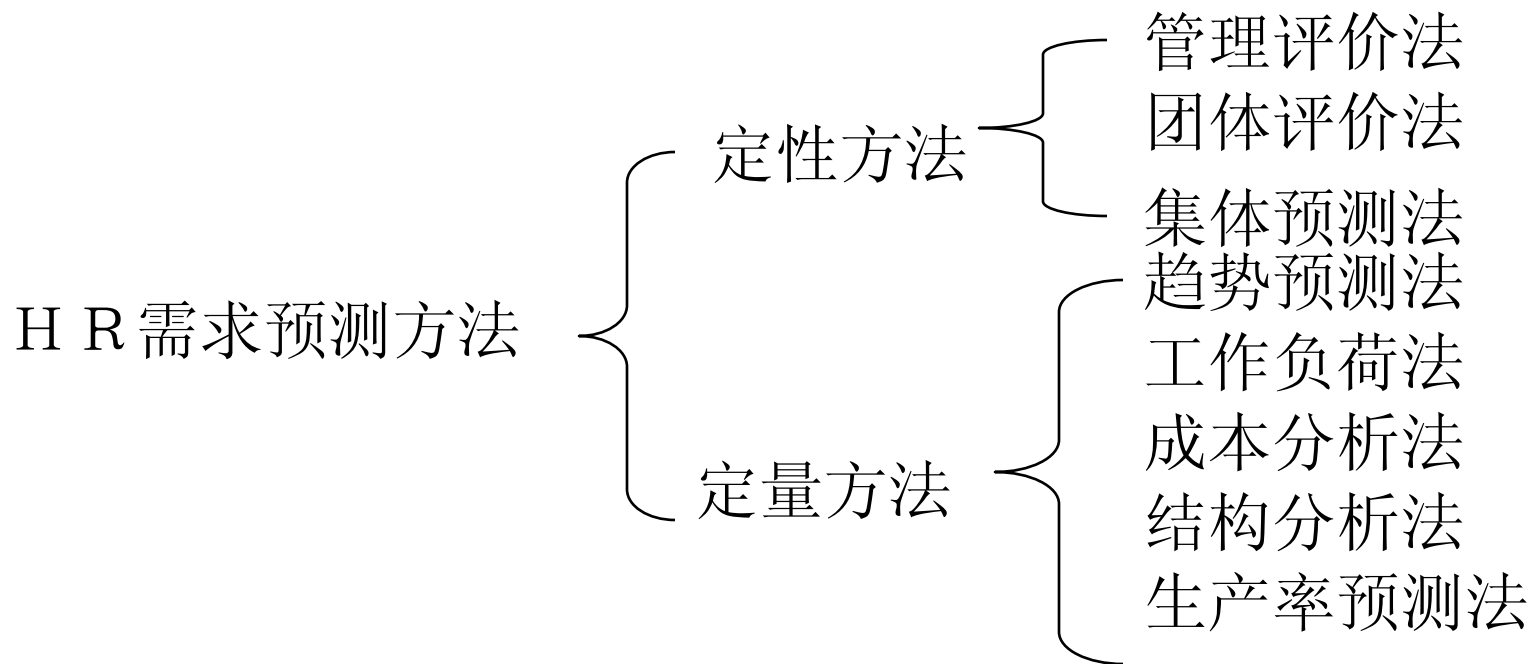 HR需求预测方法
定性方法
管理评价法
团体评价法
集体预测法
定量方法
趋势预测法
工作负荷法
成本分析法
结构分析法
生产率预测法